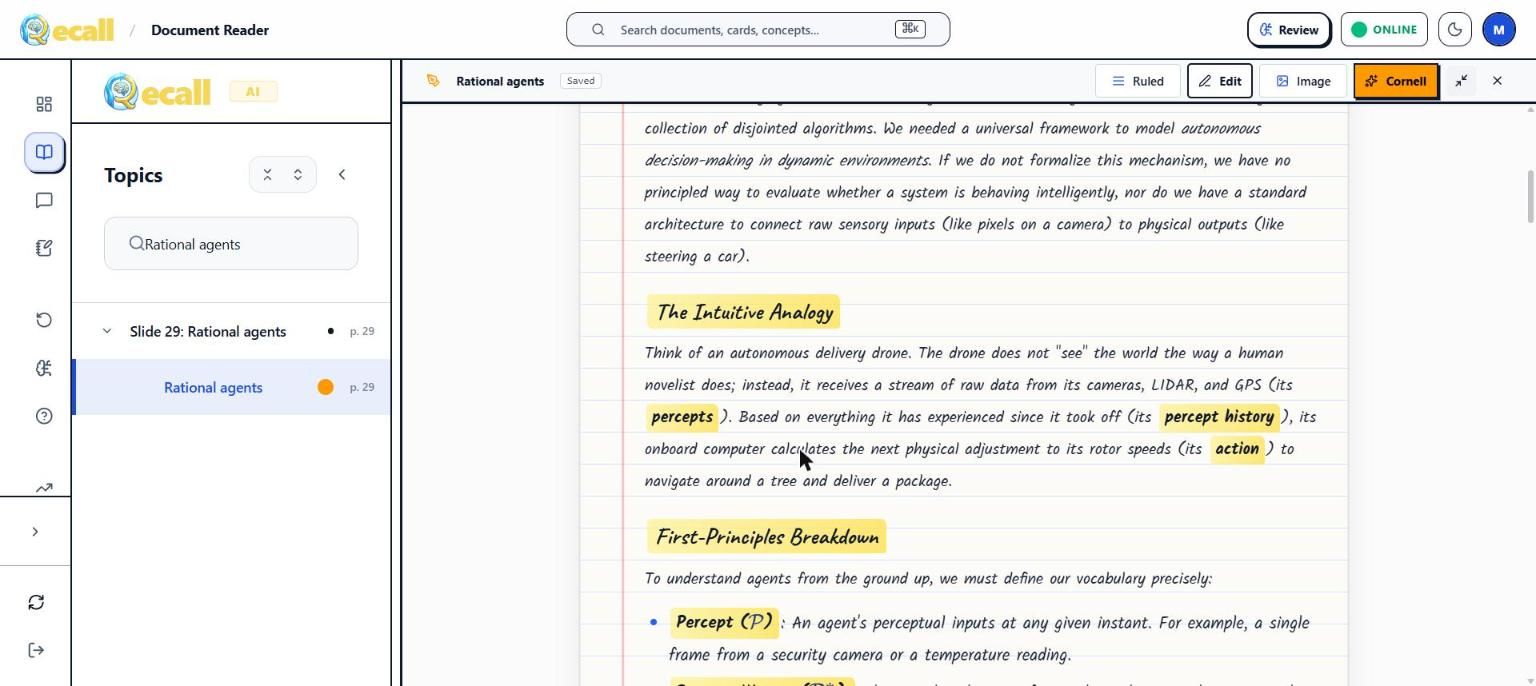 Recall / Document Reader
Search documents, cards, concepts... ⌘K
Review
ONLINE
M
Recall AI
Rational agents Saved
Ruled
Edit
Image
Cornell
Topics
Rational agents
Slide 29: Rational agents • p. 29
Rational agents p. 29
collection of disjointed algorithms. We needed a universal framework to model autonomous
decision-making in dynamic environments. If we do not formalize this mechanism, we have no
principled way to evaluate whether a system is behaving intelligently, nor do we have a standard
architecture to connect raw sensory inputs (like pixels on a camera) to physical outputs (like
steering a car).
The Intuitive Analogy
Think of an autonomous delivery drone. The drone does not "see" the world the way a human
novelist does; instead, it receives a stream of raw data from its cameras, LIDAR, and GPS (its
percepts ). Based on everything it has experienced since it took off (its percept history ), its
onboard computer calculates the next physical adjustment to its rotor speeds (its action ) to
navigate around a tree and deliver a package.
First-Principles Breakdown
To understand agents from the ground up, we must define our vocabulary precisely:
• Percept (P) : An agent's perceptual inputs at any given instant. For example, a single
frame from a security camera or a temperature reading.